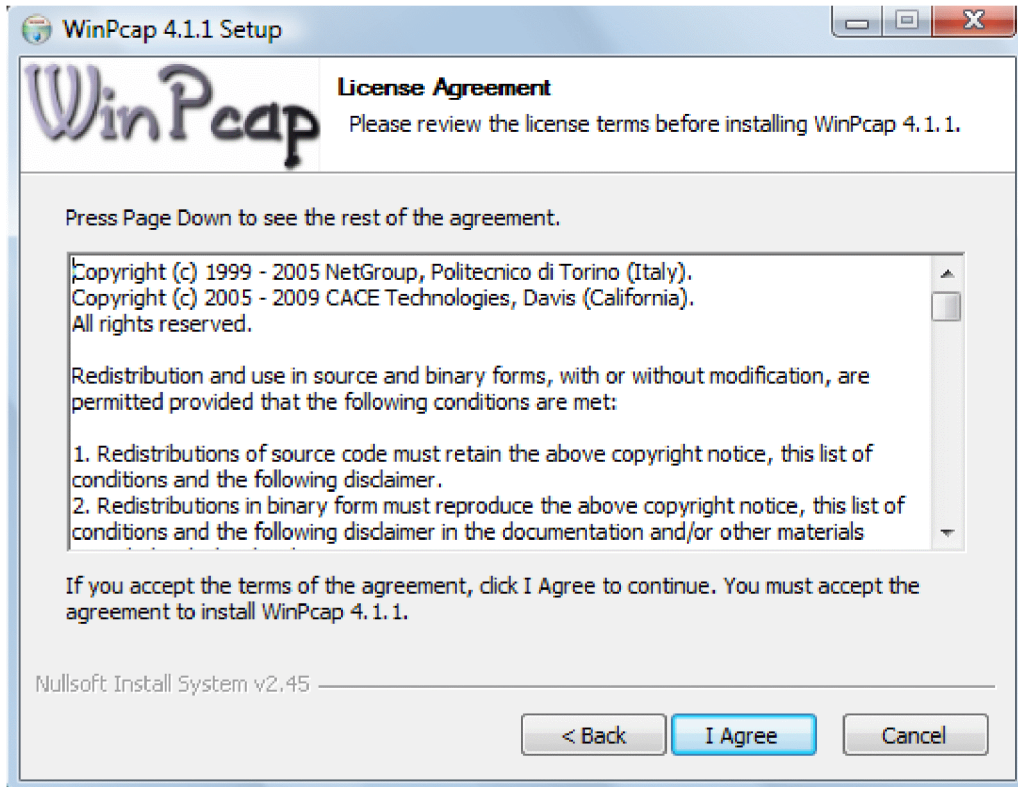 WinPcap 4.1.1 Setup
WinPcap
License Agreement
Please review the license terms before installing WinPcap 4.1.1.
Press Page Down to see the rest of the agreement.
Copyright (c) 1999 - 2005 NetGroup, Politecnico di Torino (Italy).
Copyright (c) 2005 - 2009 CACE Technologies, Davis (California).
All rights reserved.
Redistribution and use in source and binary forms, with or without modification, are
permitted provided that the following conditions are met:
1. Redistributions of source code must retain the above copyright notice, this list of
conditions and the following disclaimer.
2. Redistributions in binary form must reproduce the above copyright notice, this list of
conditions and the following disclaimer in the documentation and/or other materials
If you accept the terms of the agreement, click I Agree to continue. You must accept the
agreement to install WinPcap 4.1.1.
Nullsoft Install System v2.45
< Back
I Agree
Cancel